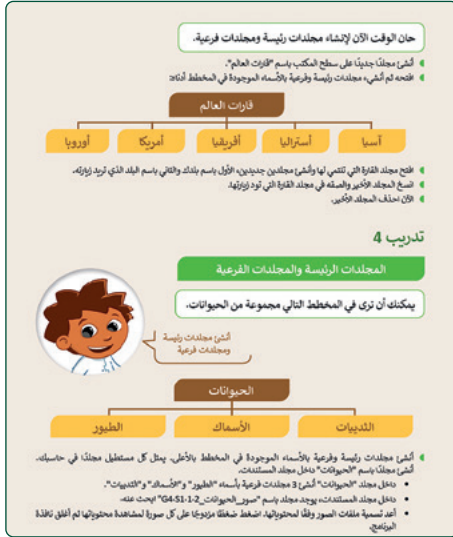 حان الوقت الآن لإنشاء مجلدات رئيسة ومجلدات فرعية.
أنشئ مجلدًا جديدًا على سطح المكتب باسم "قارات العالم".
افتحه ثم أنشيء مجلدات رئيسة وفرعية بالأسماء الموجودة في المخطط أدناه:
قارات العالم
آسيا
أستراليا
أفريقيا
أمريكا
أوروبا
افتح مجلد القارة التي تنتمي لها وأنشئ مجلدين جديدين، الأول باسم بلدك والثاني باسم البلد الذي تريد زيارته.
انسخ المجلد الأخير والصقه في مجلد القارة التي تود زيارتها.
الآن احذف المجلد الأخير.
تدريب 4
المجلدات الرئيسة والمجلدات الفرعية
يمكنك أن ترى في المخطط التالي مجموعة من الحيوانات.
أنشئ مجلدات رئيسة
ومجلدات فرعية
الحيوانات
الثدييات
الأسماك
الطيور
أنشئ مجلدات رئيسة وفرعية بالأسماء الموجودة في المخطط بالأعلى. يمثل كل مستطيل مجلدًا في حاسبك.
أنشئ مجلدًا باسم "الحيوانات" داخل مجلد المستندات.
داخل مجلد "الحيوانات" أنشئ 3 مجلدات فرعية بأسماء "الطيور" و"الأسماك" و"الثدييات".
داخل مجلد المستندات، يوجد مجلد باسم "صور_الحيوانات_G4-S1-1-2" ابحث عنه.
أعد تسمية ملفات الصور وفقًا لمحتوياتها. اضغط ضغطًا مزدوجًا على كل صورة لمشاهدة محتوياتها ثم أغلق نافذة
البرنامج.